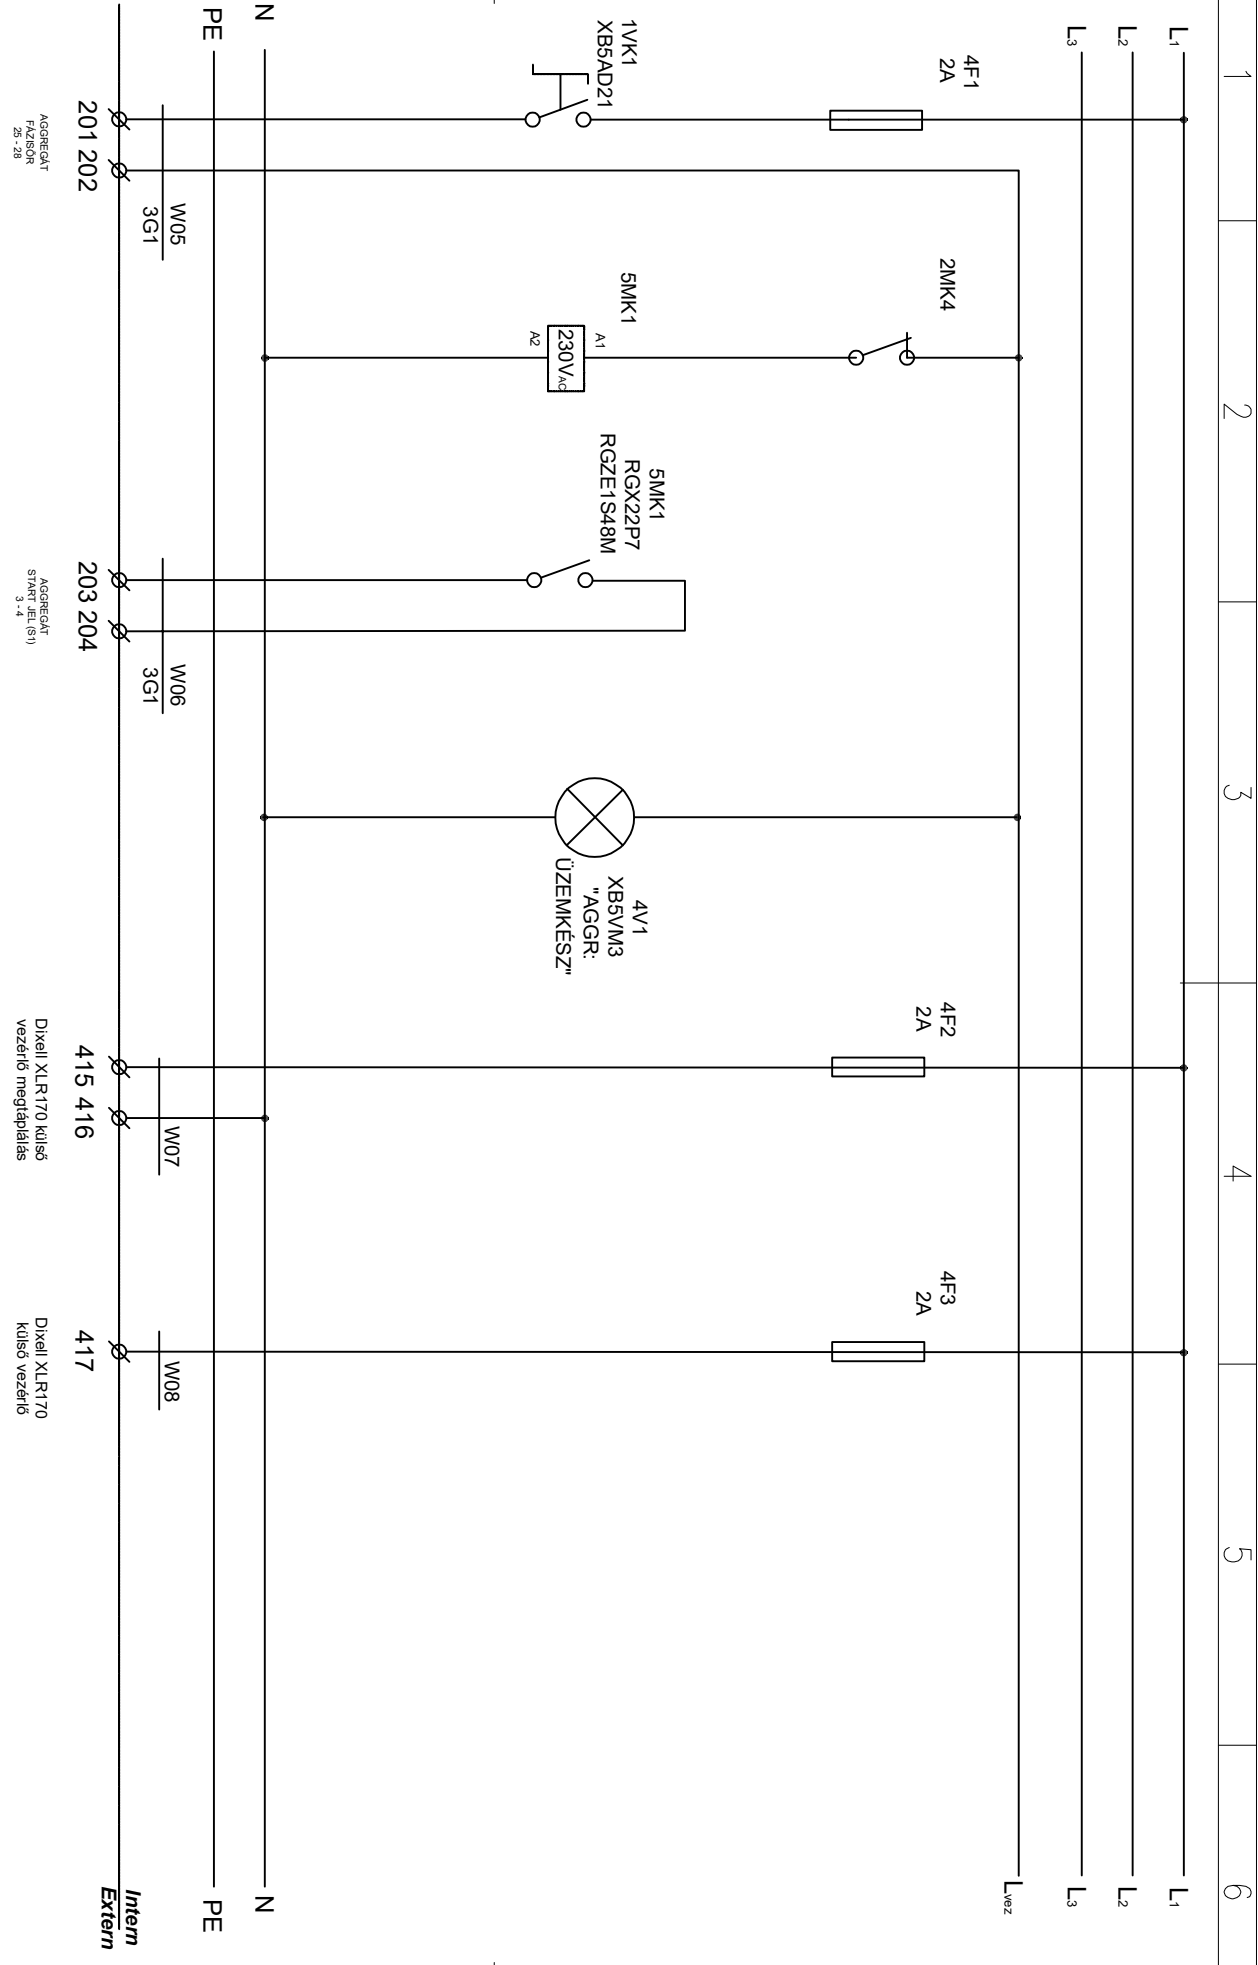 1
2
3
4
5
6
L1
L1
L2
L2
L3
L3
Lvez
4F1
2A
2MK4
4F2
2A
4F3
2A
1VK1
XB5AD21
5MK1
A1
230VAC
A2
5MK1
RGX22P7
RGZE1S48M
4V1
XB5VM3
"AGGR:
ÜZEMKÉSZ"
N
N
PE
PE
W05
3G1
W06
3G1
W07
W08
Intern
Extern
201 202
203 204
415 416
417
AGGREGÁT
FÁZISŐR
25 - 28
AGGREGÁT
START JEL (S1)
3 - 4
Dixell XLR170 külső
vezérlő megtáplálás
Dixell XLR170
külső vezérlő